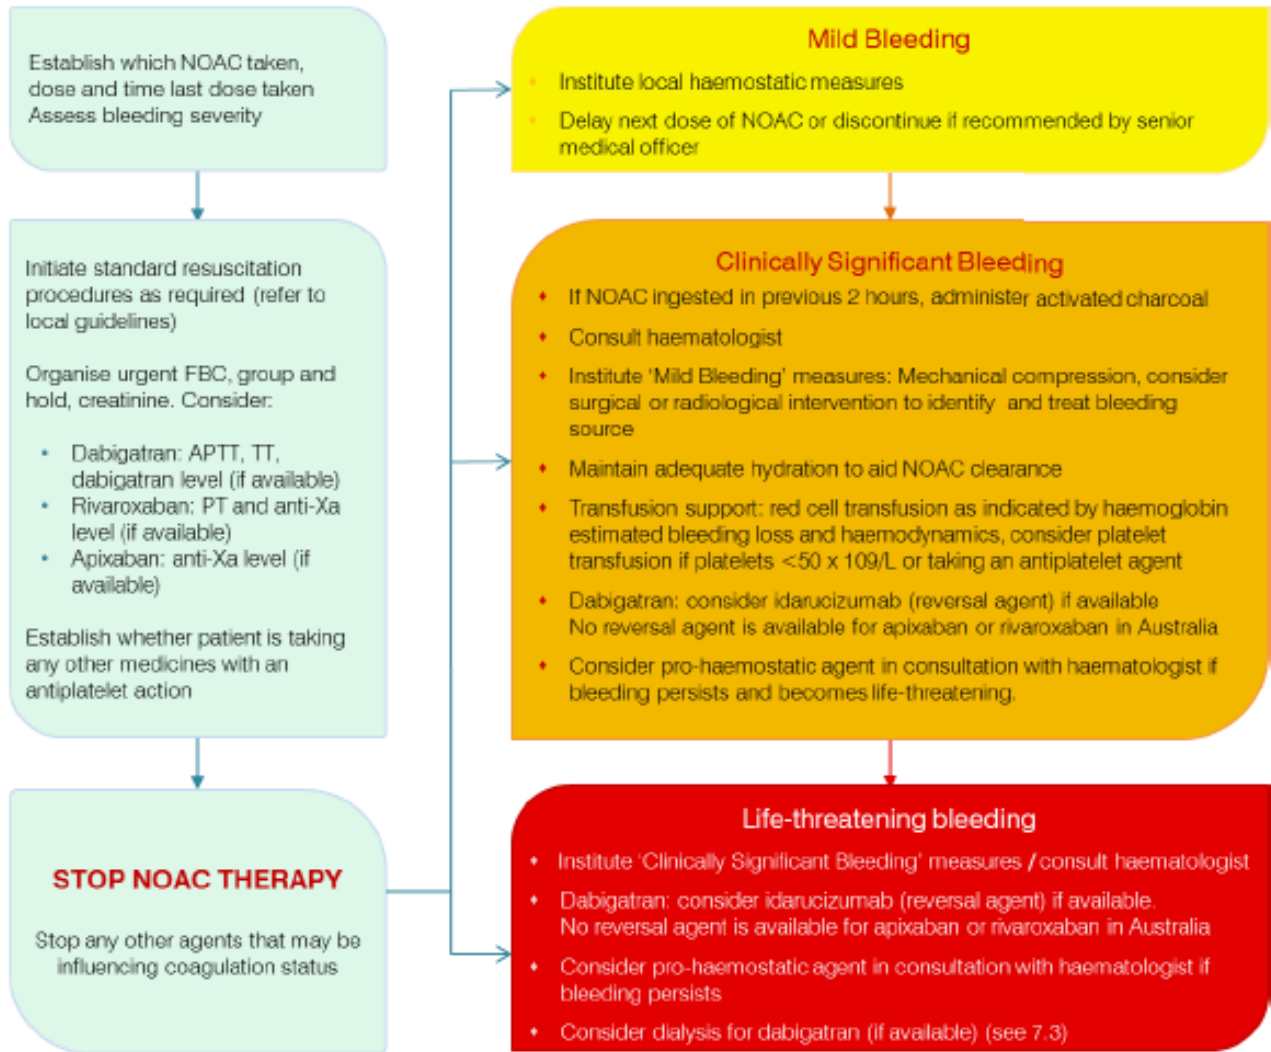 Establish which NOAC taken,
dose and time last dose taken
Assess bleeding severity
Initiate standard resuscitation
procedures as required (refer to
local guidelines)
Organise urgent FBC, group and
hold, creatinine. Consider:
• Dabigatran: APTT, TT,
dabigatran level (if available)
• Rivaroxaban: PT and anti-Xa
level (if available)
• Apixaban: anti-Xa level (if
available)
Establish whether patient is taking
any other medicines with an
antiplatelet action
STOP NOAC THERAPY
Stop any other agents that may be
influencing coagulation status
Mild Bleeding
• Institute local haemostatic measures
• Delay next dose of NOAC or discontinue if recommended by senior
medical officer
Clinically Significant Bleeding
• If NOAC ingested in previous 2 hours, administer activated charcoal
• Consult haematologist
• Institute 'Mild Bleeding' measures: Mechanical compression, consider
surgical or radiological intervention to identify and treat bleeding
source
• Maintain adequate hydration to aid NOAC clearance
• Transfusion support: red cell transfusion as indicated by haemoglobin
estimated bleeding loss and haemodynamics, consider platelet
transfusion if platelets <50 x 109/L or taking an antiplatelet agent
• Dabigatran: consider idarucizumab (reversal agent) if available
No reversal agent is available for apixaban or rivaroxaban in Australia
• Consider pro-haemostatic agent in consultation with haematologist if
bleeding persists and becomes life-threatening.
Life-threatening bleeding
• Institute 'Clinically Significant Bleeding' measures / consult haematologist
• Dabigatran: consider idarucizumab (reversal agent) if available.
No reversal agent is available for apixaban or rivaroxaban in Australia
• Consider pro-haemostatic agent in consultation with haematologist if
bleeding persists
• Consider dialysis for dabigatran (if available) (see 7.3)